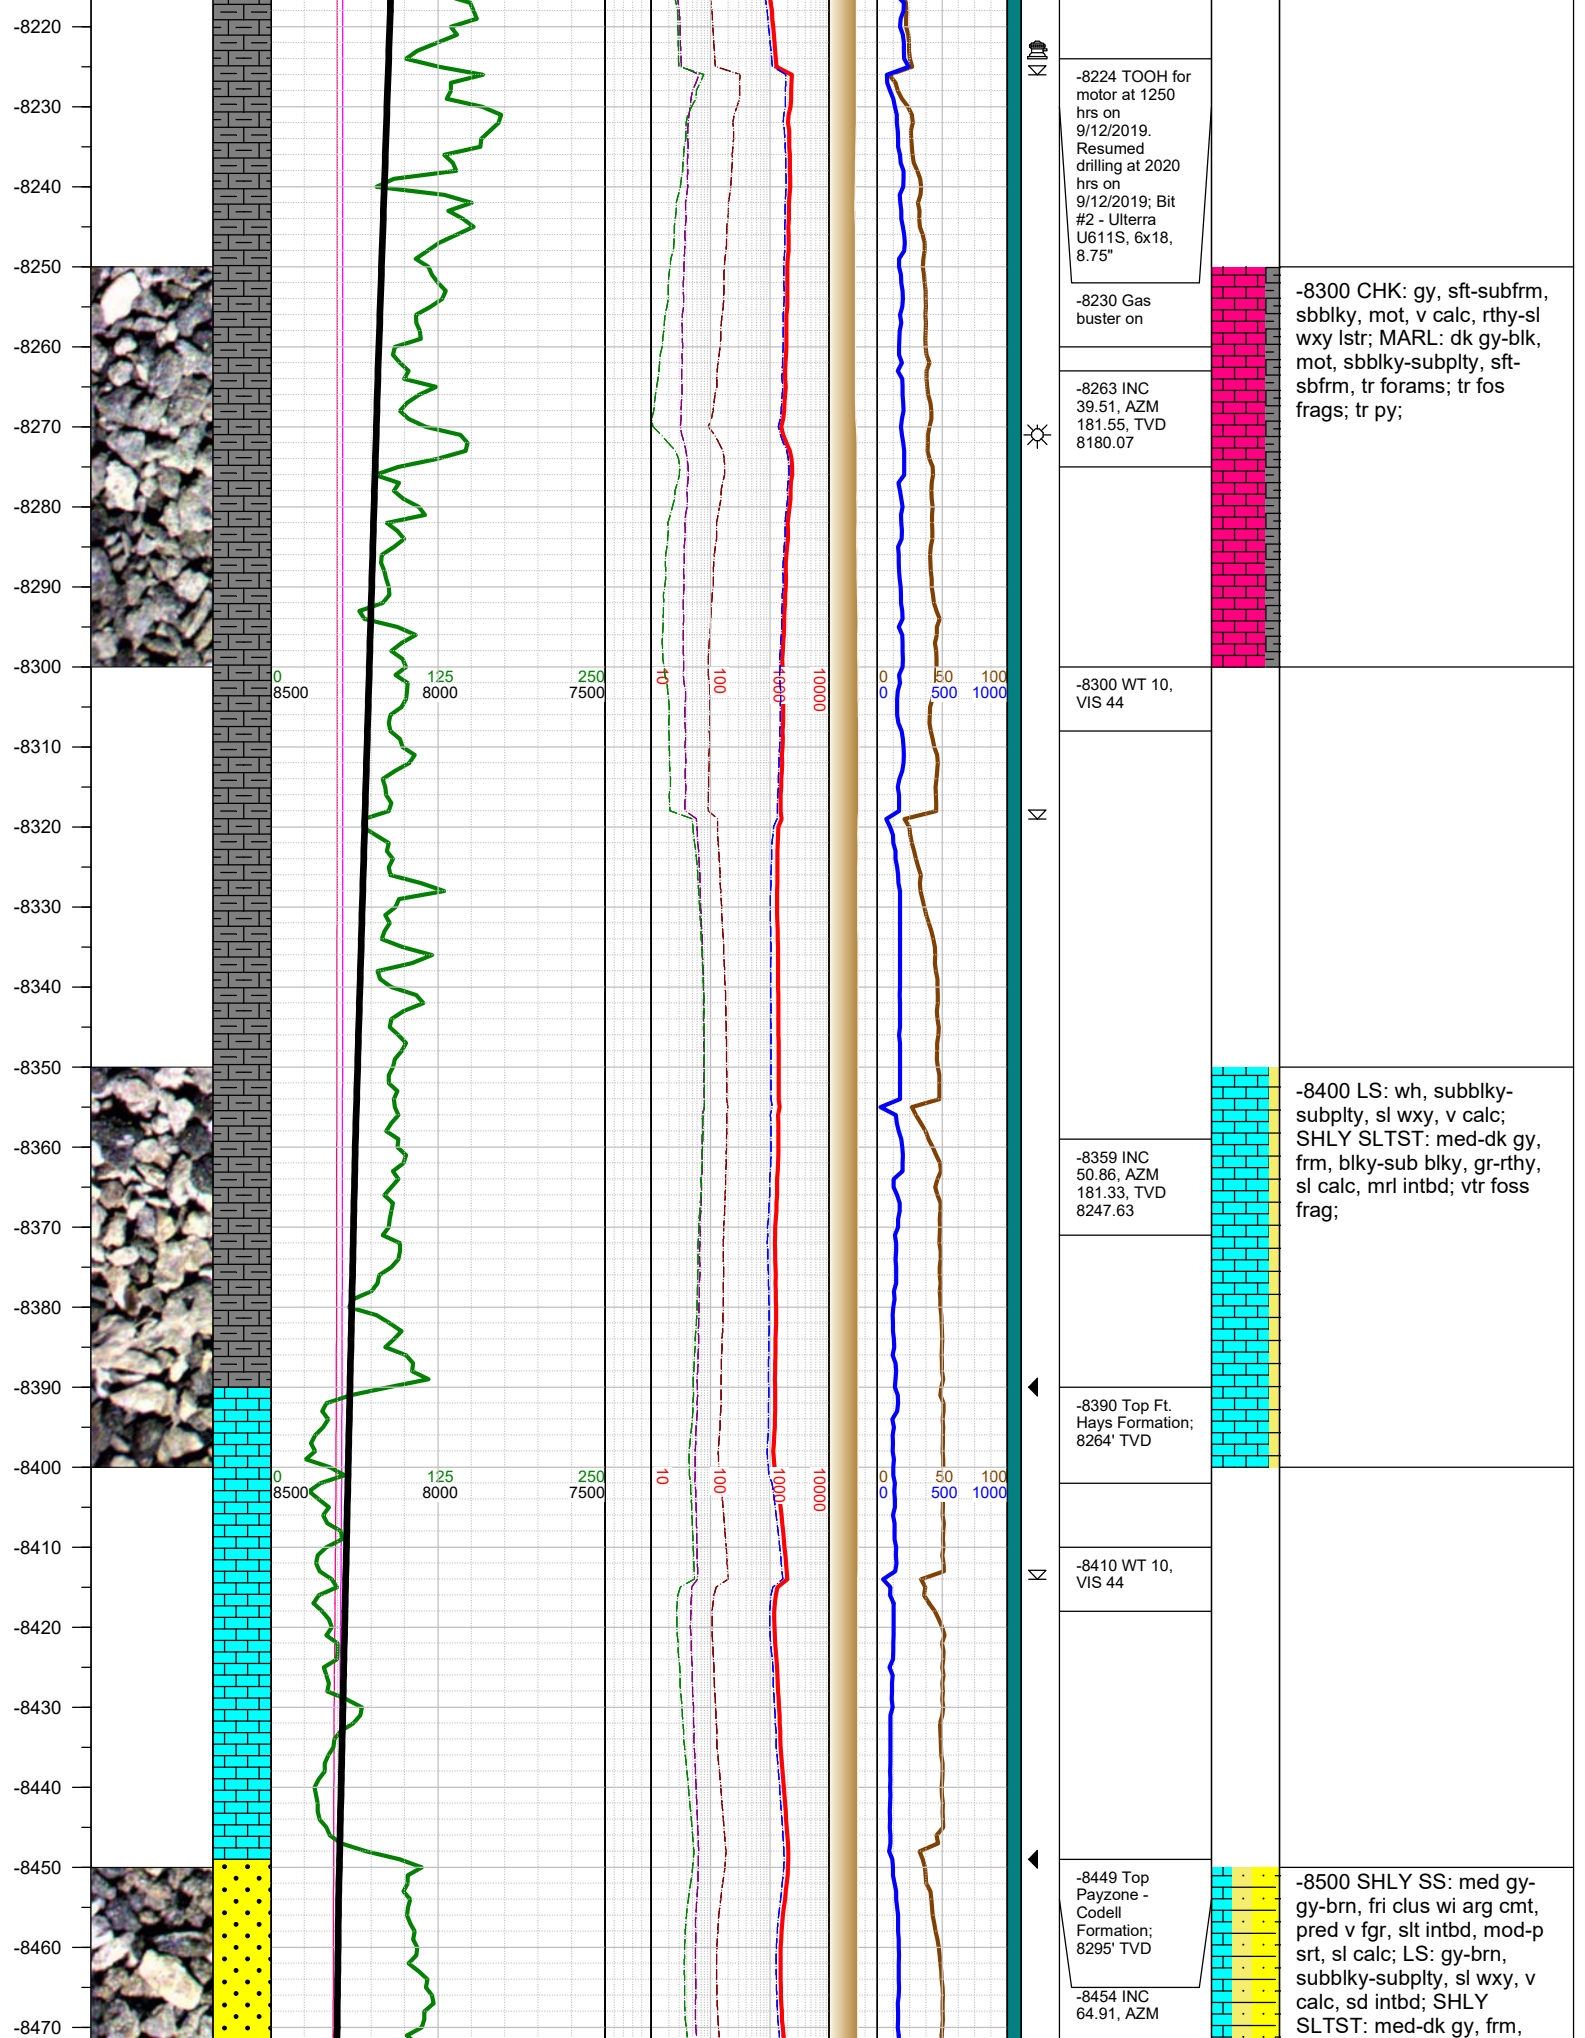 -8220
-8230
-8240
-8250
-8260
-8270
-8280
-8290
-8300
-8310
-8320
-8330
-8340
-8350
-8360
-8370
-8380
-8390
-8400
-8410
-8420
-8430
-8440
-8450
-8460
-8470
0 125 250
8500 8000 7500
10 100 1000 10000
0 50 100
0 500 1000
0 125 250
8500 8000 7500
10 100 1000 10000
0 50 100
0 500 1000
-8224 TOOH for
motor at 1250
hrs on
9/12/2019.
Resumed
drilling at 2020
hrs on
9/12/2019; Bit
#2 - Ulterra
U611S, 6x18,
8.75"
-8230 Gas
buster on
-8263 INC
39.51, AZM
181.55, TVD
8180.07
-8300 WT 10,
VIS 44
-8359 INC
50.86, AZM
181.33, TVD
8247.63
-8390 Top Ft.
Hays Formation;
8264' TVD
-8410 WT 10,
VIS 44
-8449 Top
Payzone -
Codell
Formation;
8295' TVD
-8454 INC
64.91, AZM
-8300 CHK: gy, sft-subfrm,
sbblky, mot, v calc, rthy-sl
wxy lstr; MARL: dk gy-blk,
mot, sbblky-subplty, sft-
sbfrm, tr forams; tr fos
frags; tr py;
-8400 LS: wh, subblky-
subplty, sl wxy, v calc;
SHLY SLTST: med-dk gy,
frm, blky-sub blky, gr-rthy,
sl calc, mrl intbd; vtr foss
frag;
-8500 SHLY SS: med gy-
gy-brn, fri clus wi arg cmt,
pred v fgr, slt intbd, mod-p
srt, sl calc; LS: gy-brn,
subblky-subplty, sl wxy, v
calc, sd intbd; SHLY
SLTST: med-dk gy, frm,